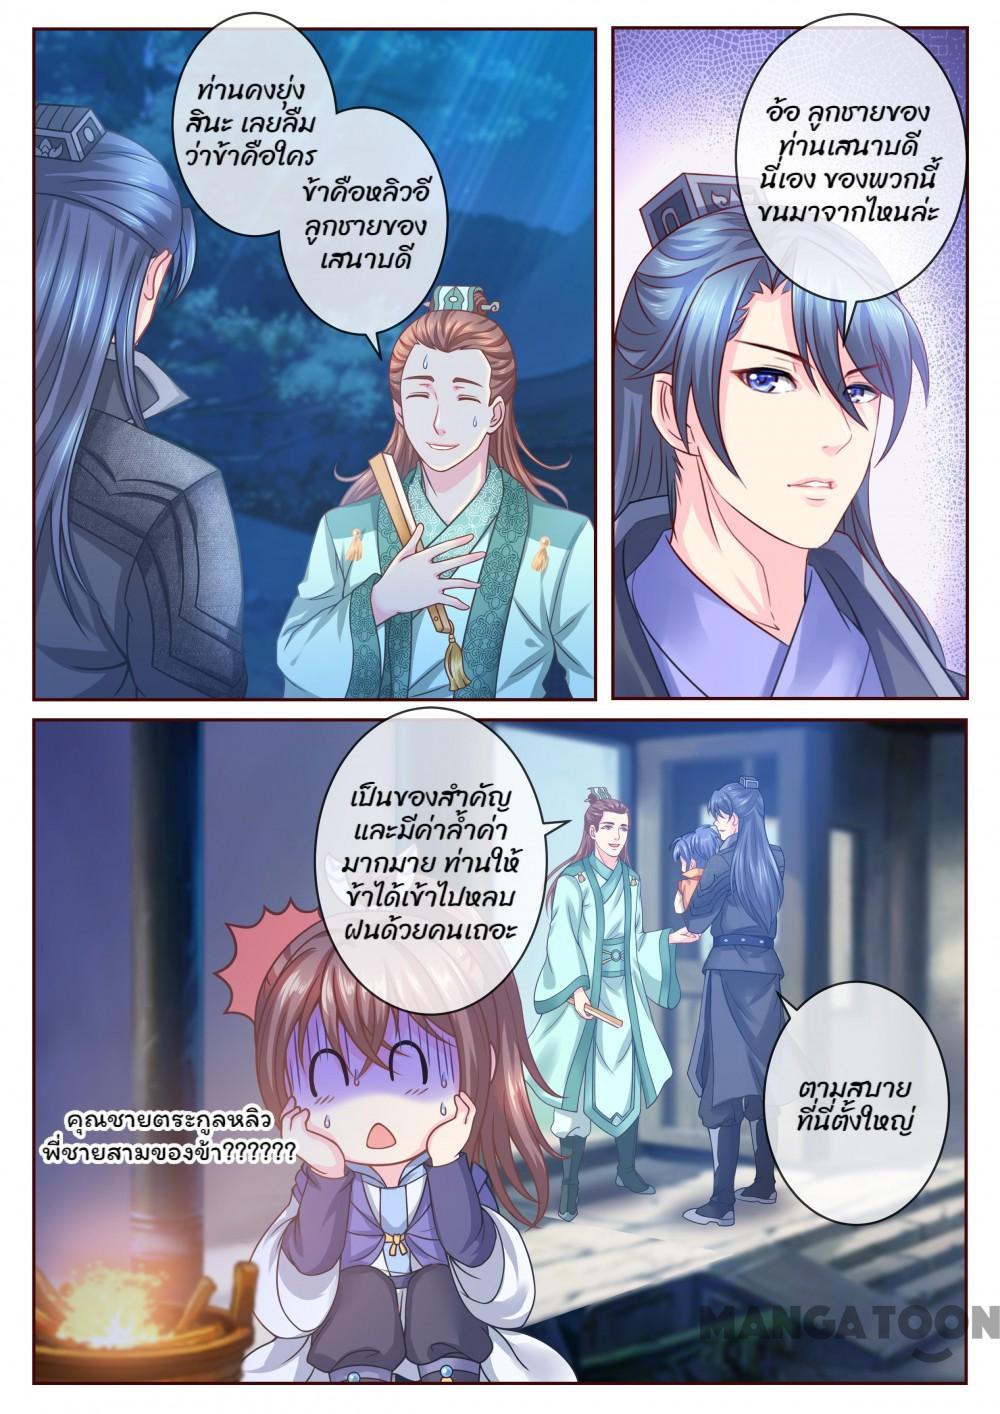 ท่านคงยุ่ง
สินะ เลยลืม
ว่าข้าคือใคร
ข้าคือหลิวอี
ลูกชายของ
เสนาบดี
อ้อ ลูกชายของ
ท่านเสนาบดี
นี่เอง ของพวกนี้
ขนมาจากไหนล่ะ
เป็นของสำคัญ
และมีค่าล้ำค่า
มากมาย ท่านให้
ข้าได้เข้าไปหลบ
ฝนด้วยคนเถอะ
ตามสบาย
ที่นี่ตั้งใหญ่
คุณชายตระกูลหลิว
พี่ชายสามของข้า??????
MANGATOON